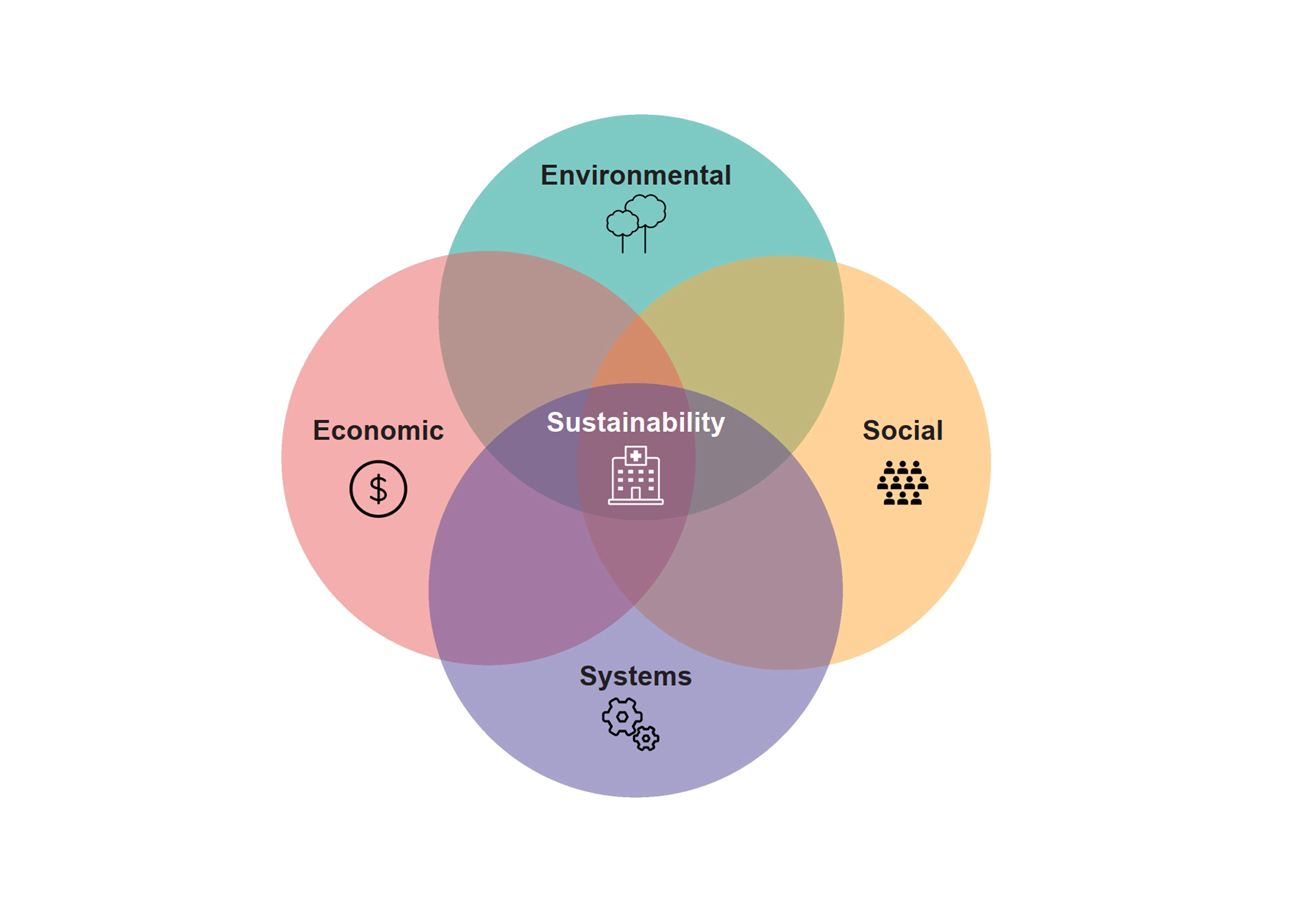 Environmental
Economic
Sustainability
Social
$
Systems